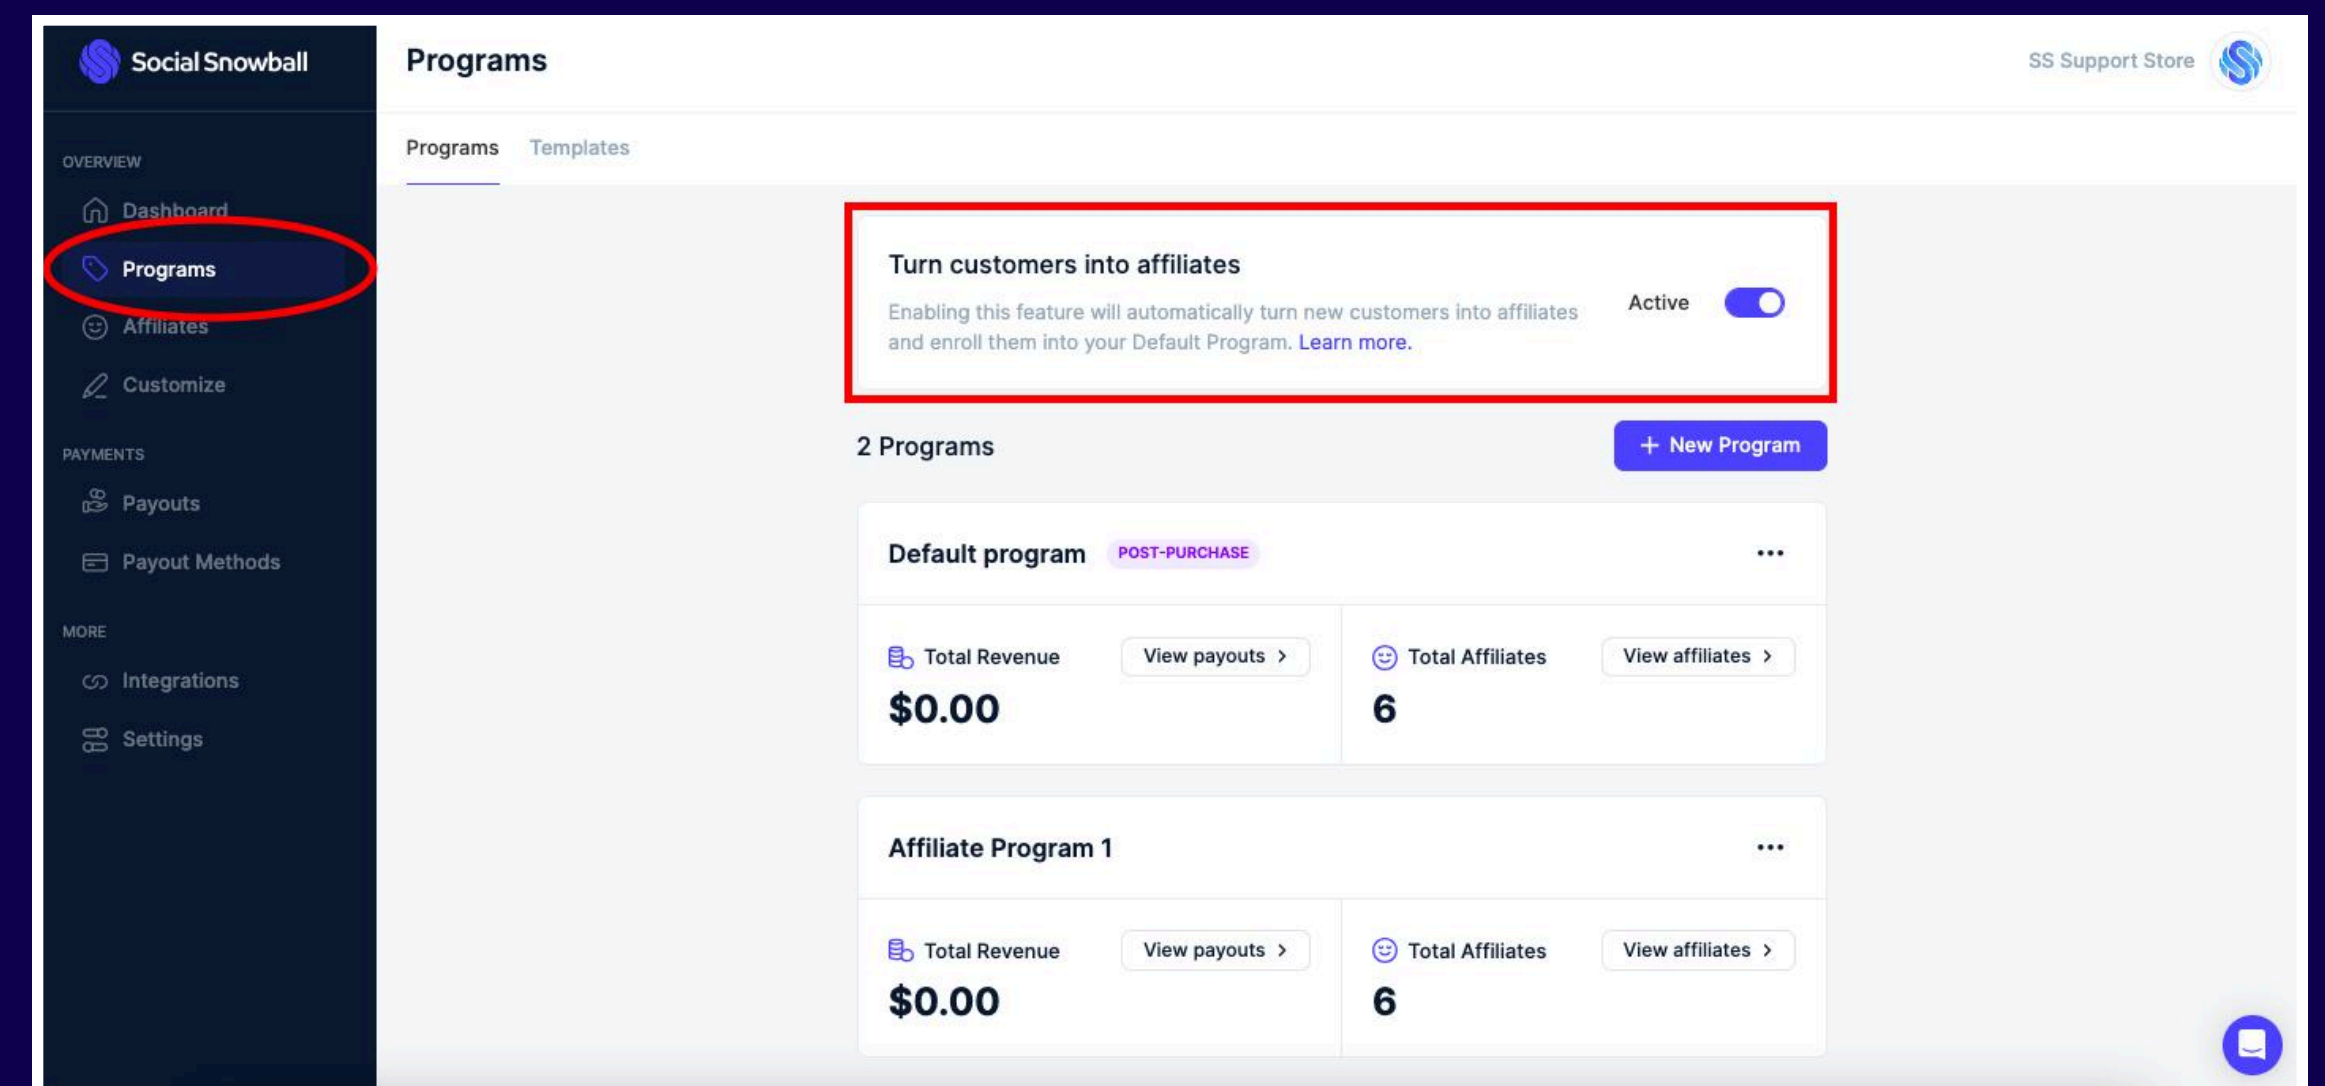 Social Snowball
Programs
SS Support Store
OVERVIEW
Dashboard
Programs
Affiliates
Customize
PAYMENTS
Payouts
Payout Methods
MORE
Integrations
Settings
Programs Templates
Turn customers into affiliates
Enabling this feature will automatically turn new customers into affiliates
and enroll them into your Default Program. Learn more.
Active
2 Programs
+ New Program
Default program POST-PURCHASE
Total Revenue View payouts >
$0.00
Total Affiliates View affiliates >
6
Affiliate Program 1
Total Revenue View payouts >
$0.00
Total Affiliates View affiliates >
6